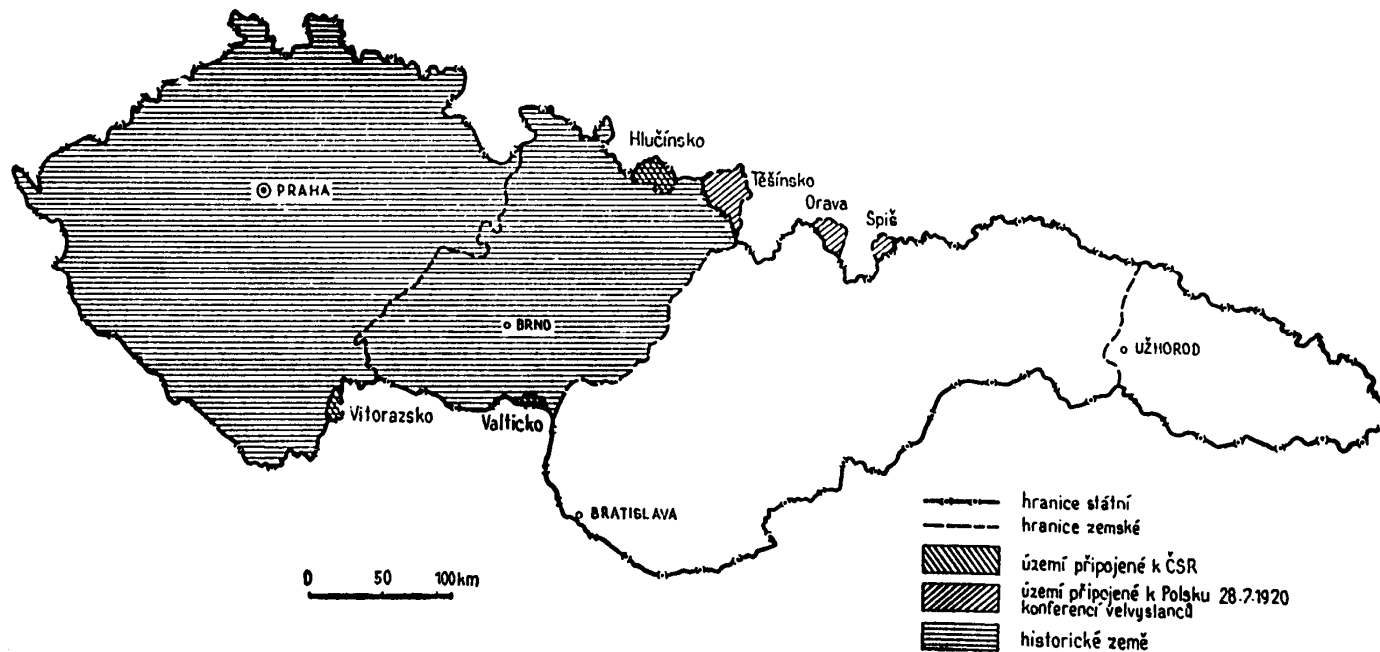 Hlučínsko
PRAHA
Těšínsko
Orava
Spiš
BRNO
UŽHOROD
Vitorazsko
Valticko
BRATISLAVA
0 50 100km
hranice státní
hranice zemské
území připojené k ČSR
území připojené k Polsku 28.7.1920
konferencí velvyslanců
historické země